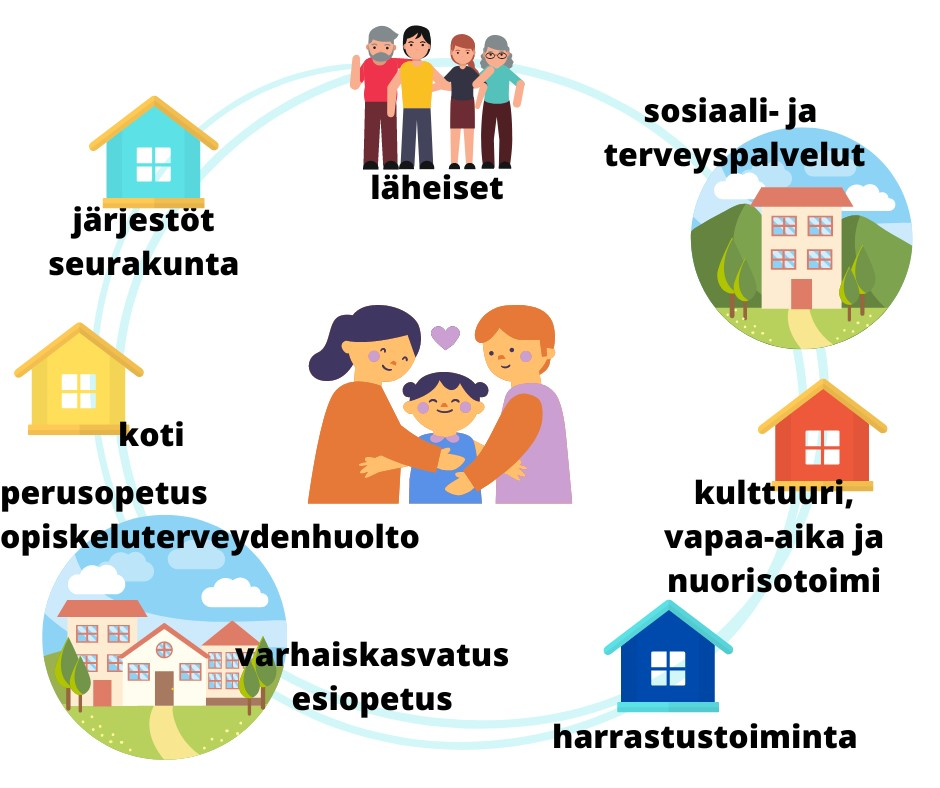 läheiset
sosiaali- ja
terveyspalvelut
järjestöt
seurakunta
koti
kulttuuri,
vapaa-aika ja
nuorisotoimi
perusopetus
opiskeluterveydenhuolto
varhaiskasvatus
esiopetus
harrastustoiminta